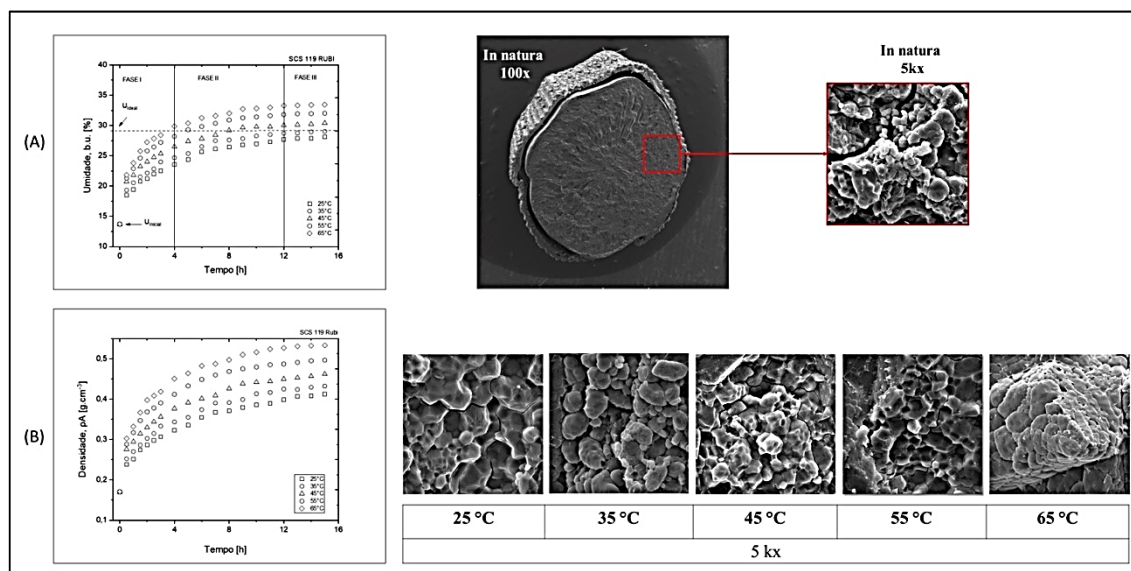 (A)
SCS 119 RUBI
FASE I
FASE II
FASE III
Umidade, b.u. [%]
40
35
30
25
20
15
10
U ideal
U inicial
25°C
35°C
45°C
55°C
65°C
0
4
8
12
16
Tempo [h]
In natura
100x
In natura
5kx
(B)
SCS 119 Rubi
Densidade, ρA [g.cm⁻³]
0,5
0,4
0,3
0,2
0,1
25°C
35°C
45°C
55°C
65°C
0
4
8
12
16
Tempo [h]
25 °C
35 °C
45 °C
55 °C
65 °C
5 kx